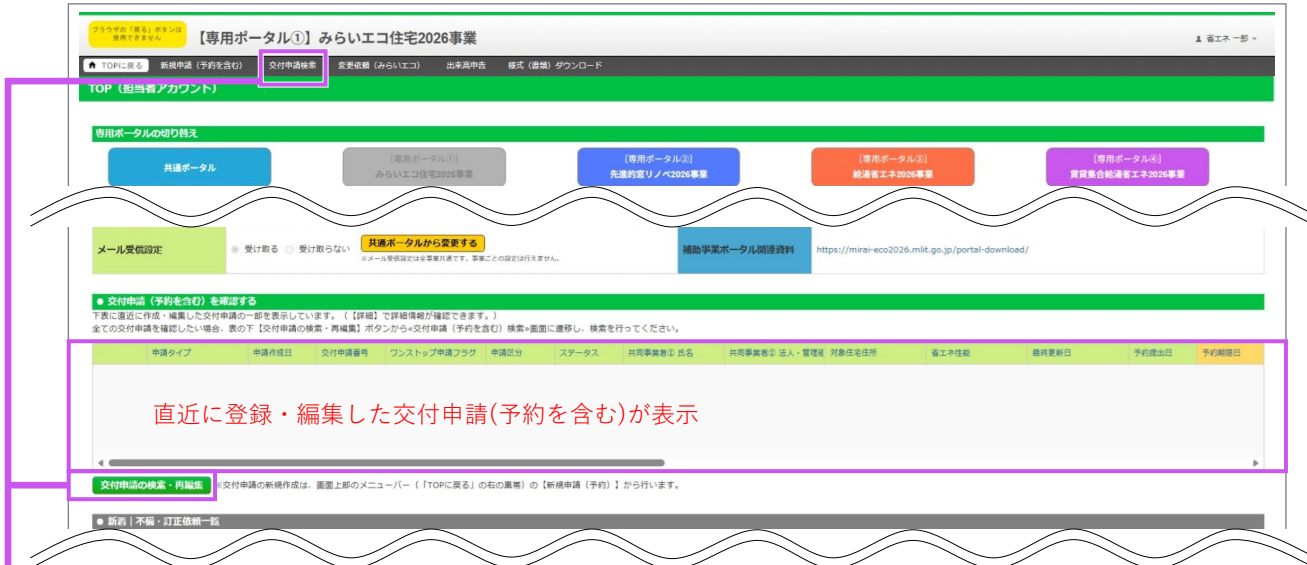 ブラウザの「戻る」ボタンは
使用できません
【専用ポータル①】みらいエコ住宅2026事業
省エネ 一郎
TOPに戻る 新規申請（予約を含む） 交付申請検索 変更依頼（みらいエコ） 出来高申告 様式（書類）ダウンロード
TOP（担当者アカウント）
専用ポータルの切り替え
共通ポータル
[専用ポータル①]
みらいエコ住宅2026事業
[専用ポータル②]
先進的窓リノベ2026事業
[専用ポータル③]
給湯省エネ2026事業
[専用ポータル④]
賃貸集合給湯省エネ2026事業
メール受信設定 受け取る 受け取らない 共通ポータルから変更する
※メール受信設定は全事業共通です。事業ごとの設定は行えません。
補助事業ポータル関連資料 https://mirai-eco2026.mlit.go.jp/portal-download/
● 交付申請（予約を含む）を確認する
下表に直近に作成・編集した交付申請の一部を表示しています。（【詳細】で詳細情報が確認できます。）
全ての交付申請を確認したい場合、表の下【交付申請の検索・再編集】ボタンから«交付申請（予約を含む）検索»画面に遷移し、検索を行ってください。
申請タイプ 申請作成日 交付申請番号 ワンストップ申請フラグ 申請区分 ステータス 共同事業者① 氏名 共同事業者① 法人・管理組 対象住宅住所 省エネ性能 最終更新日 予約提出日 予約期限日
直近に登録・編集した交付申請(予約を含む)が表示
交付申請の検索・再編集 ※交付申請の新規作成は、画面上部のメニューバー（「TOPに戻る」の右の黒帯）の【新規申請（予約）】から行います。
● 新着｜不備・訂正依頼一覧